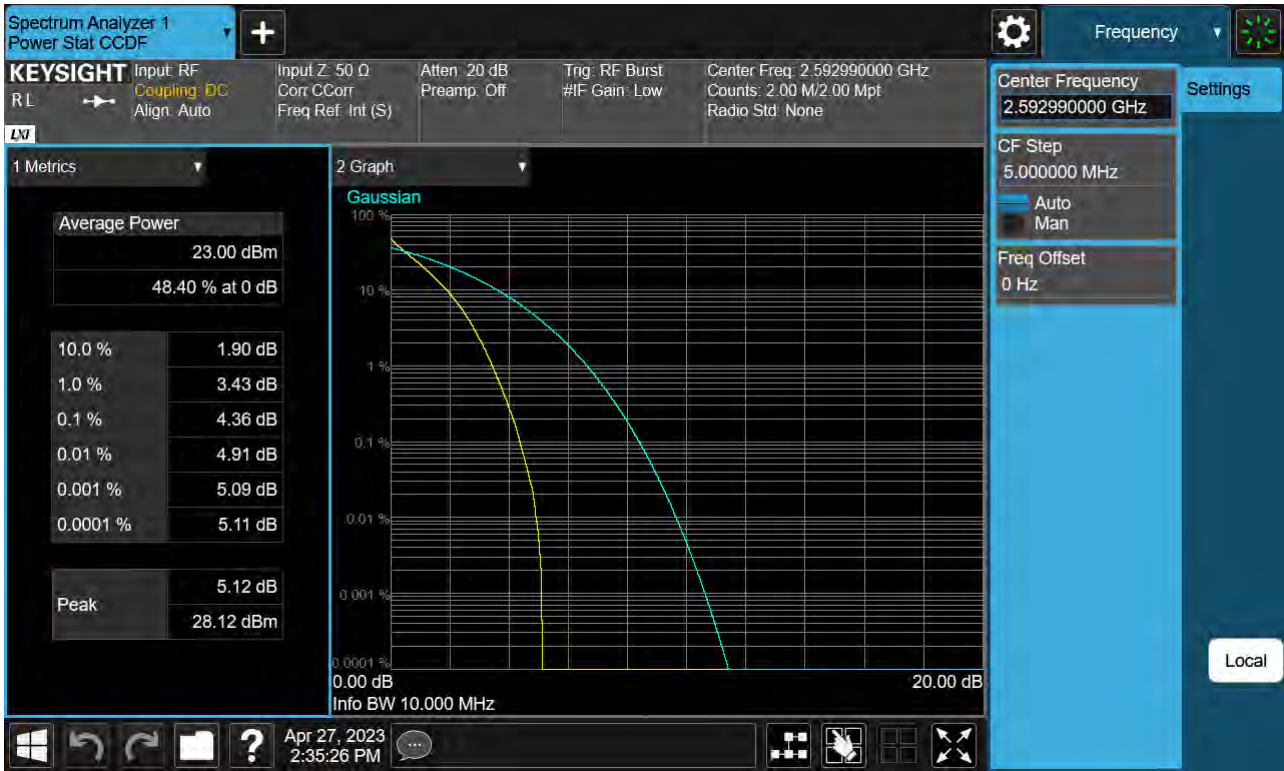 Spectrum Analyzer 1
Power Stat CCDF
+
Frequency
KEYSIGHT
R L
LXI
Input: RF
Coupling: DC
Align: Auto
Input Z: 50 Ω
Corr CCorr
Freq Ref: Int (S)
Atten: 20 dB
Preamp: Off
Trig: RF Burst
#IF Gain: Low
Center Freq: 2.592990000 GHz
Counts: 2.00 M/2.00 Mpt
Radio Std: None
Center Frequency
2.592990000 GHz
Settings
CF Step
5.000000 MHz
Auto
Man
Freq Offset
0 Hz
1 Metrics
Average Power
23.00 dBm
48.40 % at 0 dB
10.0 % 1.90 dB
1.0 % 3.43 dB
0.1 % 4.36 dB
0.01 % 4.91 dB
0.001 % 5.09 dB
0.0001 % 5.11 dB
Peak
5.12 dB
28.12 dBm
2 Graph
Gaussian
100 %
10 %
1 %
0.1 %
0.01 %
0.001 %
0.0001 %
0.00 dB
20.00 dB
Info BW 10.000 MHz
Local
?
Apr 27, 2023
2:35:26 PM